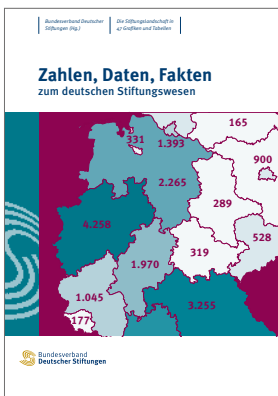 Bundesverband Deutscher
Stiftungen (Hg.)
Die Stiftungslandschaft in
47 Grafiken und Tabellen
Zahlen, Daten, Fakten
zum deutschen Stiftungswesen
165
331
1.393
900
2.265
289
4.258
528
319
1.970
1.045
3.255
177
Bundesverband
Deutscher Stiftungen